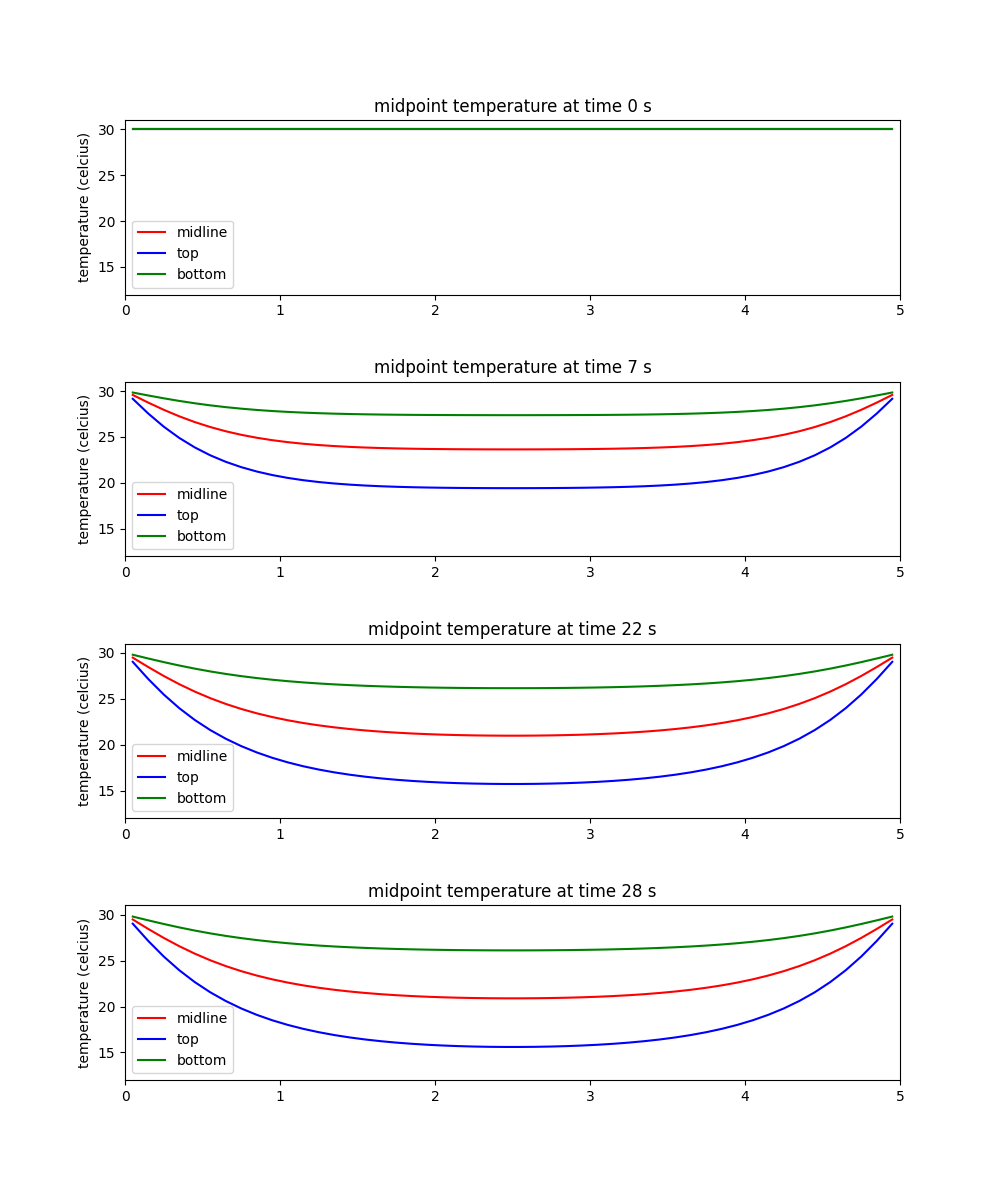 midpoint temperature at time 0 s
temperature (celcius)
30
25
20
15
midline
top
bottom
0 1 2 3 4 5
midpoint temperature at time 7 s
temperature (celcius)
30
25
20
15
midline
top
bottom
0 1 2 3 4 5
midpoint temperature at time 22 s
temperature (celcius)
30
25
20
15
midline
top
bottom
0 1 2 3 4 5
midpoint temperature at time 28 s
temperature (celcius)
30
25
20
15
midline
top
bottom
0 1 2 3 4 5